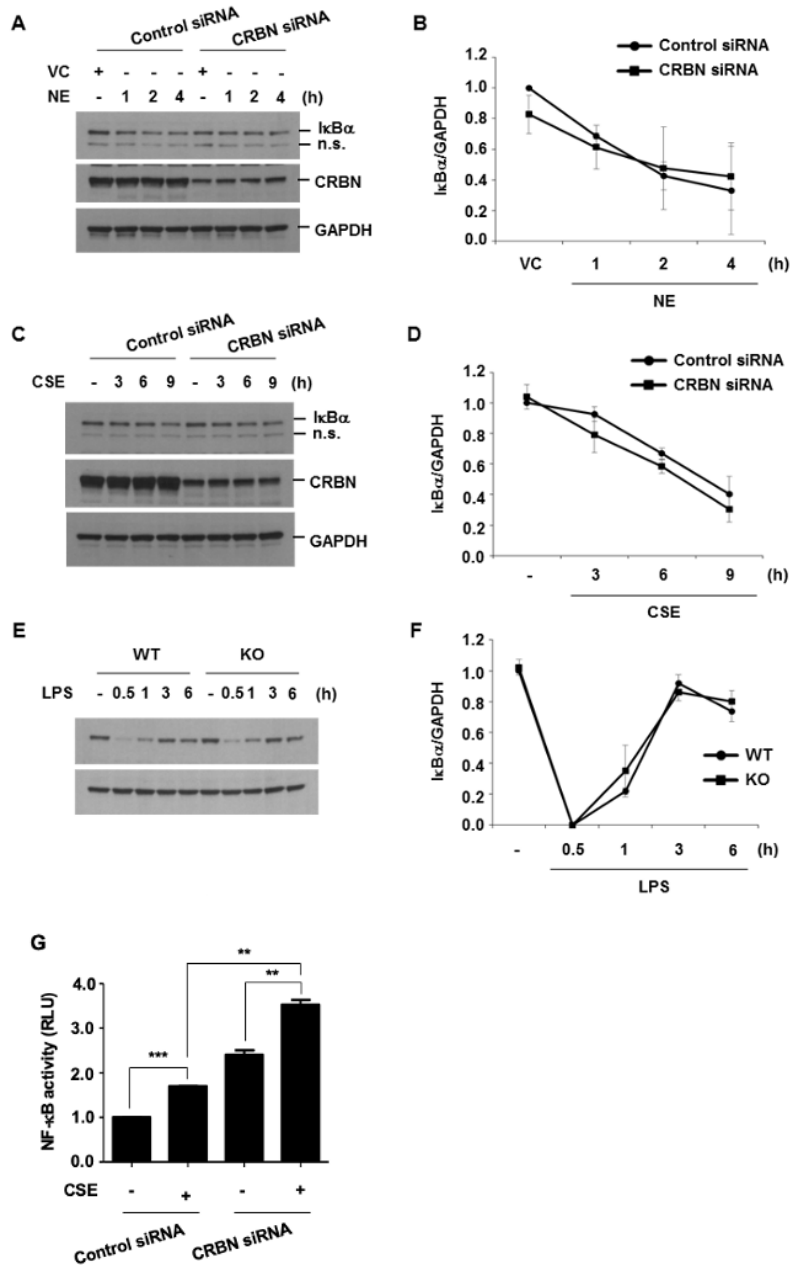 A
Control siRNA
CRBN siRNA
VC + - - - + - - -
NE - 1 2 4 - 1 2 4 (h)
IκBα
n.s.
CRBN
GAPDH
B
Control siRNA
CRBN siRNA
IκBα/GAPDH
1.2
1.0
0.8
0.6
0.4
0.2
0.0
VC 1 2 4 (h)
NE
C
Control siRNA
CRBN siRNA
CSE - 3 6 9 - 3 6 9 (h)
IκBα
n.s.
CRBN
GAPDH
D
Control siRNA
CRBN siRNA
IκBα/GAPDH
1.2
1.0
0.8
0.6
0.4
0.2
0.0
- 3 6 9 (h)
CSE
E
WT KO
LPS - 0.5 1 3 6 - 0.5 1 3 6 (h)
F
IκBα/GAPDH
1.2
1.0
0.8
0.6
0.4
0.2
0.0
WT
KO
- 0.5 1 3 6 (h)
LPS
G
NF-κB activity (RLU)
4.0
3.0
2.0
1.0
0.0
***
**
**
CSE - + - +
Control siRNA
CRBN siRNA